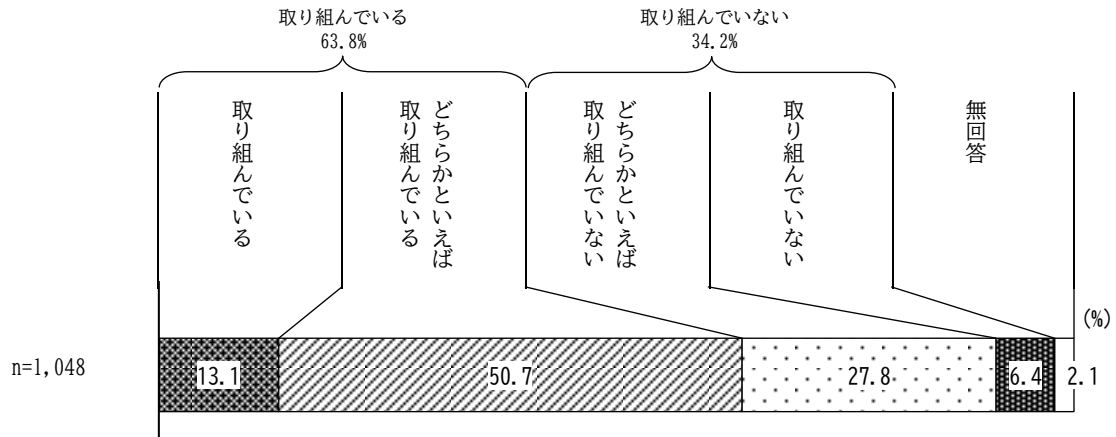 取り組んでいる
63.8%
取り組んでいない
34.2%
取り組んでいる
どちらかといえば
取り組んでいる
どちらかといえば
取り組んでいない
取り組んでいない
無回答
(%)
n=1,048
13.1
50.7
27.8
6.4
2.1